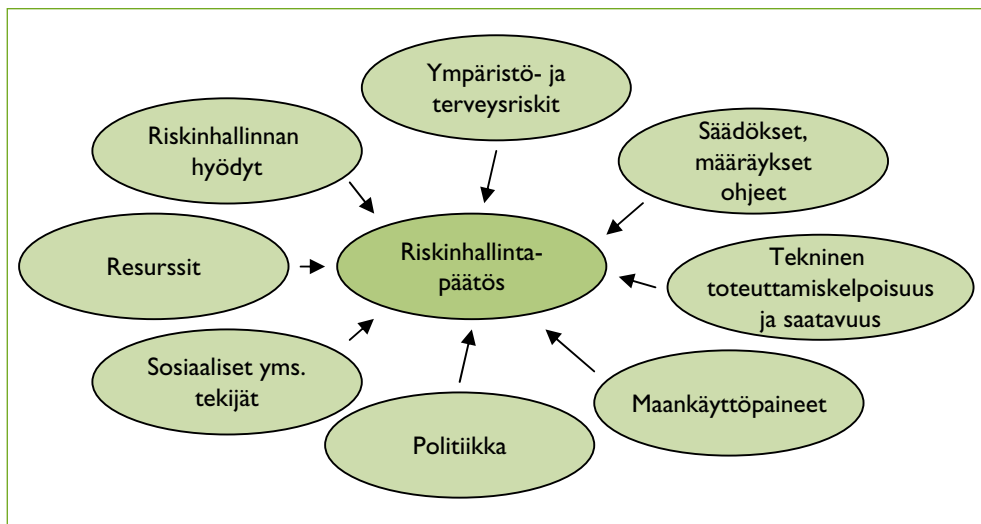 Ympäristö- ja
terveysriskit
Riskinhallinnan
hyödyt
Säädökset,
määräykset
ohjeet
Resurssit
Riskinhallinta-
päätös
Tekninen
toteuttamiskelpoisuus
ja saatavuus
Sosiaaliset yms.
tekijät
Maankäyttöpaineet
Politiikka